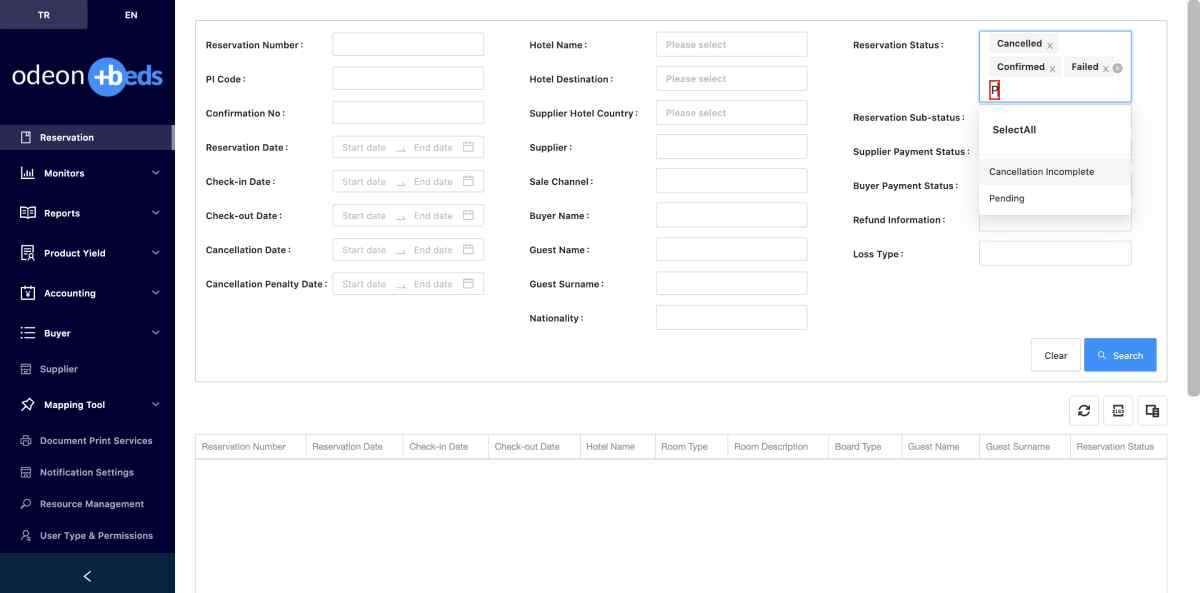 TR
EN
odeon +beds
Reservation
Monitors
Reports
Product Yield
Accounting
Buyer
Supplier
Mapping Tool
Document Print Services
Notification Settings
Resource Management
User Type & Permissions
Reservation Number :
PI Code :
Confirmation No :
Reservation Date : Start date End date
Check-in Date : Start date End date
Check-out Date : Start date End date
Cancellation Date : Start date End date
Cancellation Penalty Date : Start date End date
Hotel Name : Please select
Hotel Destination : Please select
Supplier Hotel Country : Please select
Supplier :
Sale Channel :
Buyer Name :
Guest Name :
Guest Surname :
Nationality :
Reservation Status : Cancelled x
Confirmed x Failed x
P
Reservation Sub-status :
Supplier Payment Status :
Buyer Payment Status :
Refund Information :
Loss Type :
SelectAll
Cancellation Incomplete
Pending
Clear Search
Reservation Number Reservation Date Check-in Date Check-out Date Hotel Name Room Type Room Description Board Type Guest Name Guest Surname Reservation Status